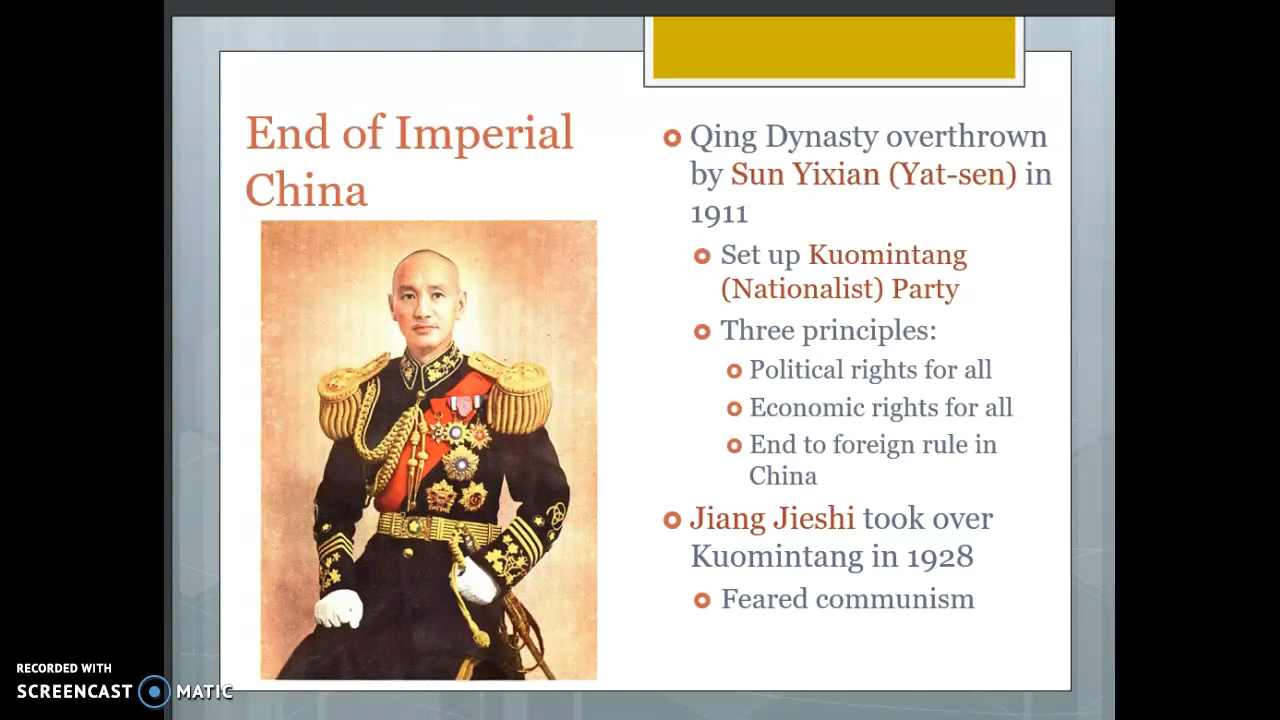 End of Imperial
China
Qing Dynasty overthrown
by Sun Yixian (Yat-sen) in
1911
Set up Kuomintang
(Nationalist) Party
Three principles:
Political rights for all
Economic rights for all
End to foreign rule in
China
Jiang Jieshi took over
Kuomintang in 1928
Feared communism
RECORDED WITH
SCREENCAST MATIC